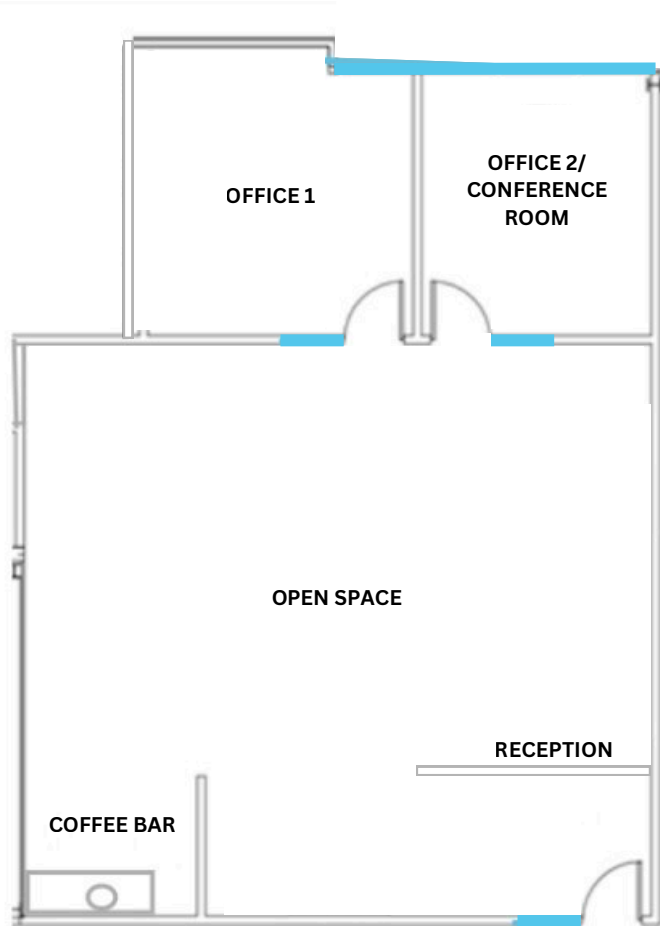 OFFICE 1
OFFICE 2/
CONFERENCE
ROOM
OPEN SPACE
RECEPTION
COFFEE BAR